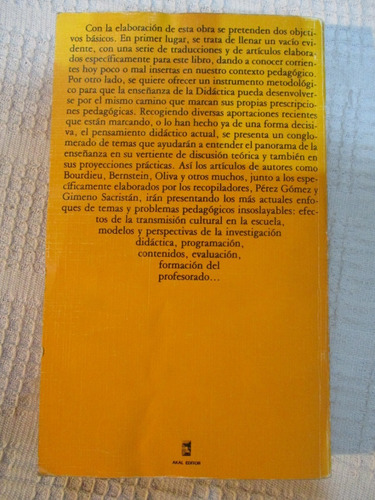 Con la elaboración de esta obra se pretenden dos objeti-
vos básicos. En primer lugar, se trata de llenar un vacío evi-
dente, con una serie de traducciones y de artículos elabora-
dos específicamente para este libro, dando a conocer corrien-
tes hoy poco o mal insertas en nuestro contexto pedagógico.
Por otro lado, se quiere ofrecer un instrumento metodológi-
co para que la enseñanza de la Didáctica pueda desenvolver-
se por el mismo camino que marcan sus propias prescripcio-
nes pedagógicas. Recogiendo diversas aportaciones recientes
que están marcando, o lo han hecho ya de una forma decisi-
va, el pensamiento didáctico actual, se presenta un conglo-
merado de temas que ayudarán a entender el panorama de la
enseñanza en su vertiente de discusión teórica y también en
sus proyecciones prácticas. Así los artículos de autores como
Bourdieu, Bernstein, Oliva y otros muchos, junto a los espe-
cíficamente elaborados por los recopiladores, Pérez Gómez y
Gimeno Sacristán, irán presentando los más actuales enfo-
ques de temas y problemas pedagógicos insoslayables: efec-
tos de la transmisión cultural en la escuela,
modelos y perspectivas de la investigación
didáctica, programación,
contenidos, evaluación,
formación del
profesorado...
AKAL EDITOR